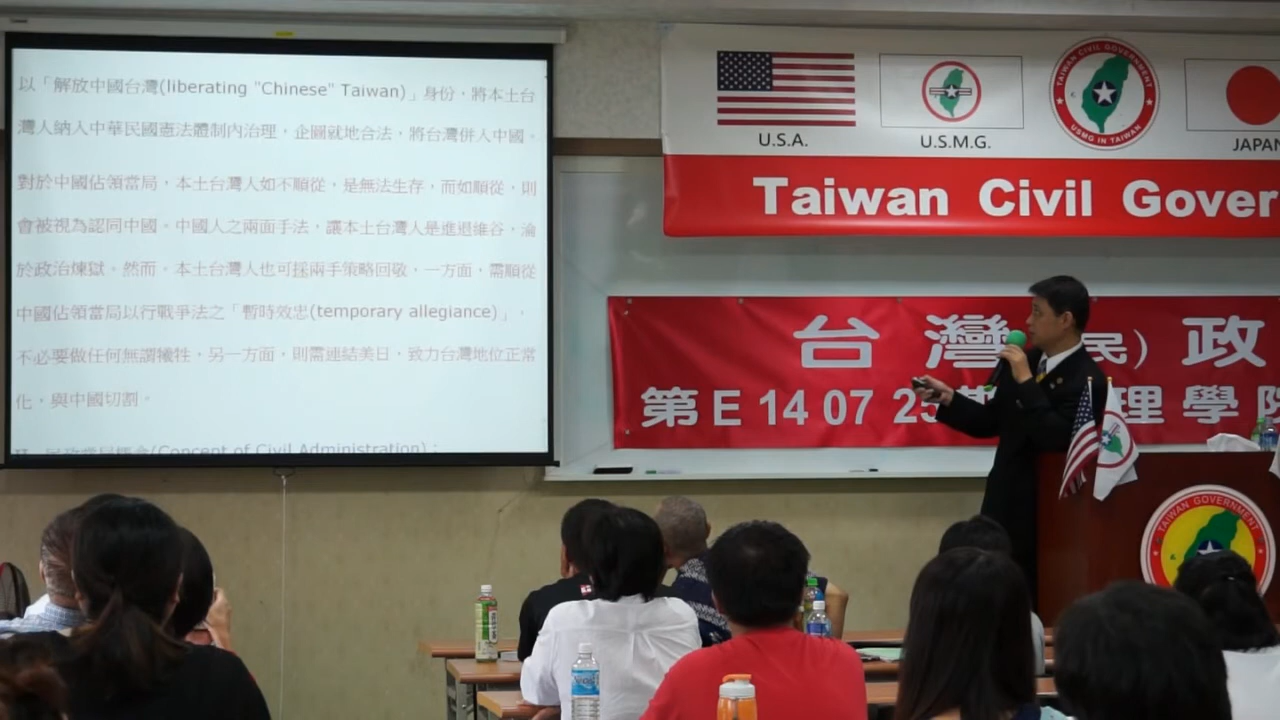 以「解放中國台灣(liberating "Chinese" Taiwan)」身份，將本土台
灣人納入中華民國憲法體制內治理，企圖就地合法，將台灣併入中國。
對於中國佔領當局，本土台灣人如不順從，是無法生存，而如順從，則
會被視為認同中國。中國人之兩面手法，讓本土台灣人是進退維谷，淪
於政治煉獄。然而，本土台灣人也可採兩手策略回敬，一方面，需順從
中國佔領當局以行戰爭法之「暫時效忠(temporary allegiance)」，
不必要做任何無謂犧牲，另一方面，則需連結美日，致力台灣地位正常
化，與中國切割。
(Concept of Civil Administration)：
U.S.A.
U.S.M.G.
TAIWAN CIVIL GOVERNMENT
USMG IN TAIWAN
JAPAN
Taiwan Civil Gover
台灣 民）政
第E 14 07 25 理學院
TAIWAN GOVERNMENT